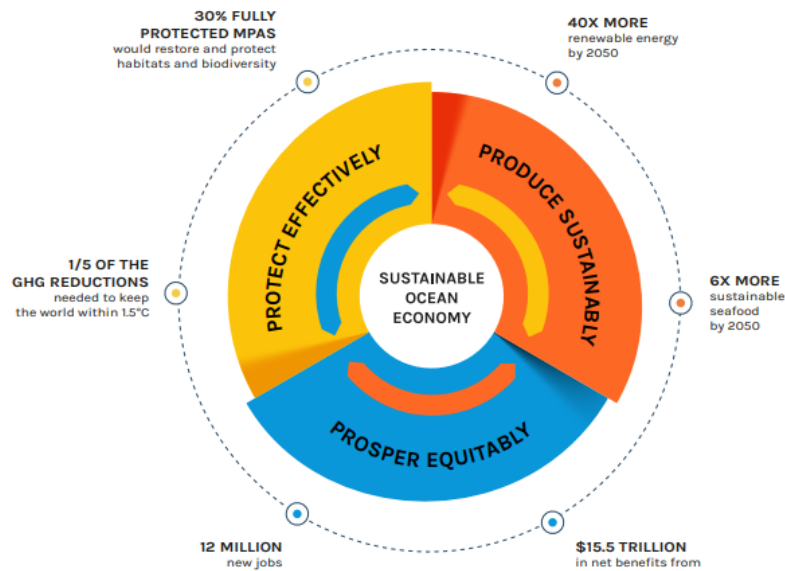 30% FULLY
PROTECTED MPAS
would restore and protect
habitats and biodiversity
40X MORE
renewable energy
by 2050
PROTECT EFFECTIVELY
PRODUCE SUSTAINABLY
1/5 OF THE
GHG REDUCTIONS
needed to keep
the world within 1.5°C
SUSTAINABLE
OCEAN
ECONOMY
6X MORE
sustainable
seafood
by 2050
PROSPER EQUITABLY
12 MILLION
new jobs
$15.5 TRILLION
in net benefits from